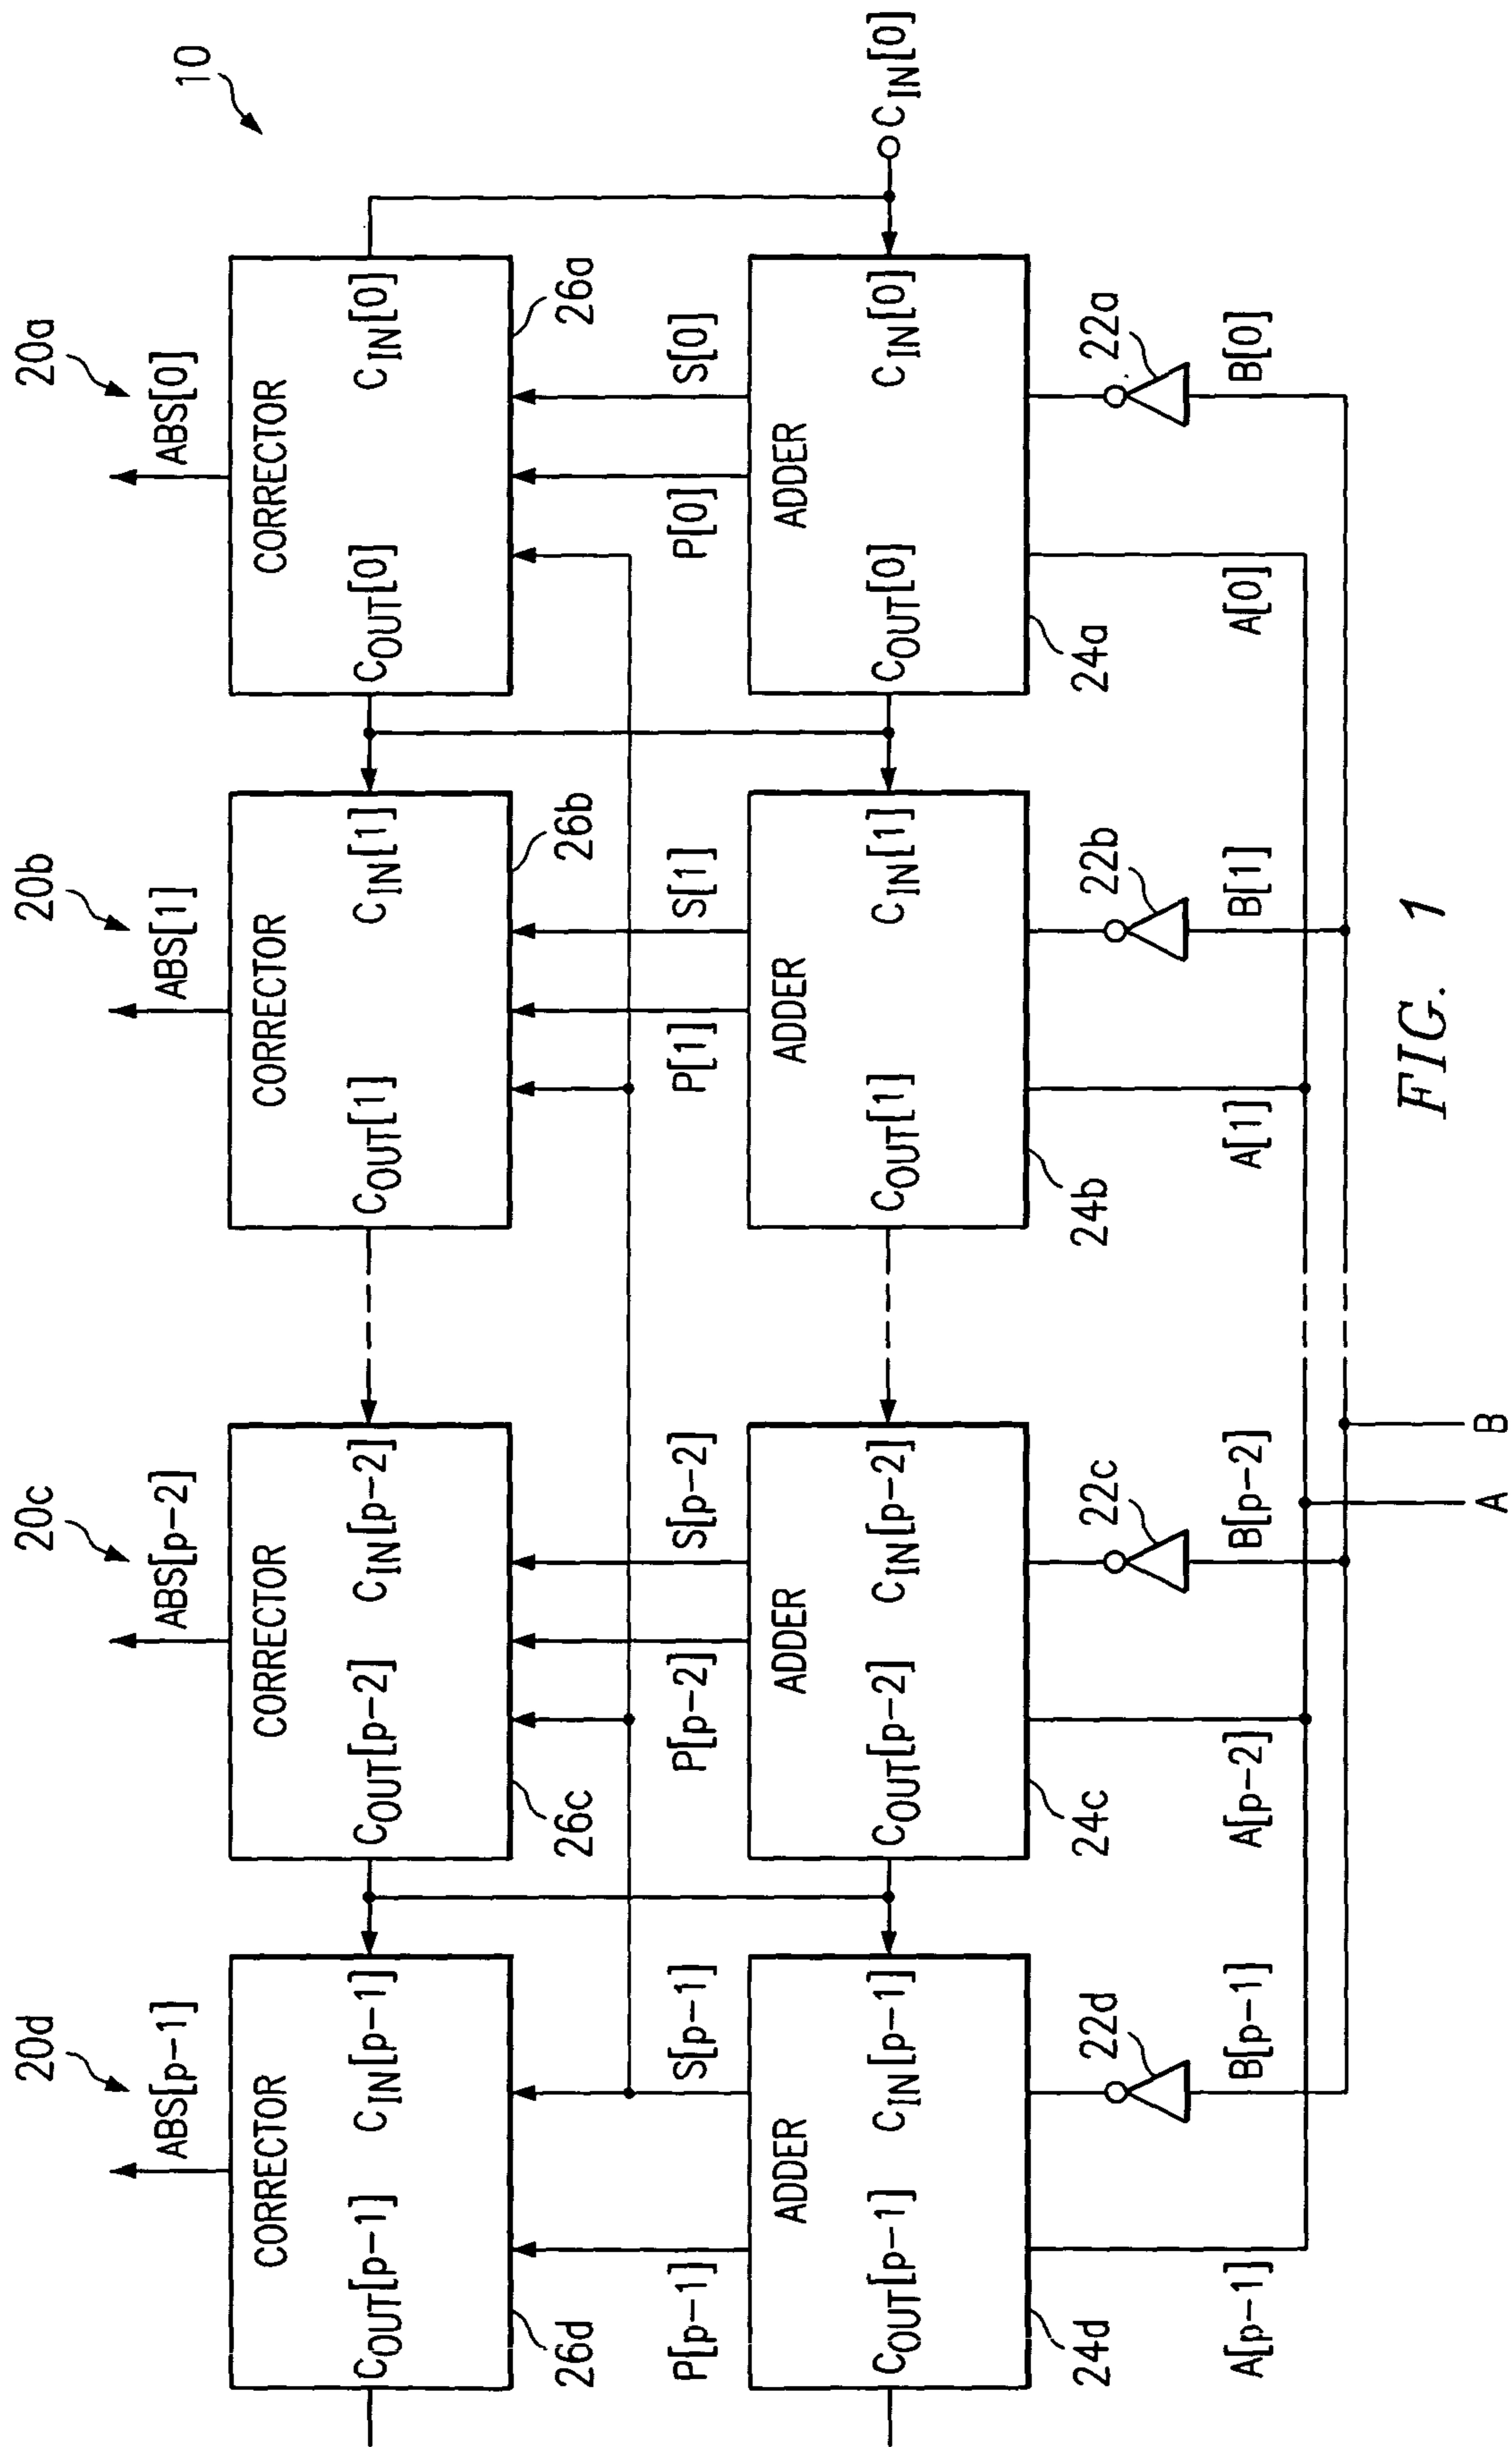 10
20d
20c
20b
20a
ABS[p-1]
ABS[p-2]
ABS[1]
ABS[0]
CORRECTOR
CORRECTOR
CORRECTOR
CORRECTOR
COUT[p-1]
CIN[p-1]
COUT[p-2]
CIN[p-2]
COUT[1]
CIN[1]
COUT[0]
CIN[0]
26d
26c
26b
26a
P[p-1]
S[p-1]
P[p-2]
S[p-2]
P[1]
S[1]
P[0]
S[0]
ADDER
ADDER
ADDER
ADDER
COUT[p-1]
CIN[p-1]
COUT[p-2]
CIN[p-2]
COUT[1]
CIN[1]
COUT[0]
CIN[0]
CIN[0]
24d
22d
24c
22c
24b
22b
24a
22a
A[p-1]
B[p-1]
A[p-2]
B[p-2]
A[1]
B[1]
A[0]
B[0]
A
B
FIG. 1